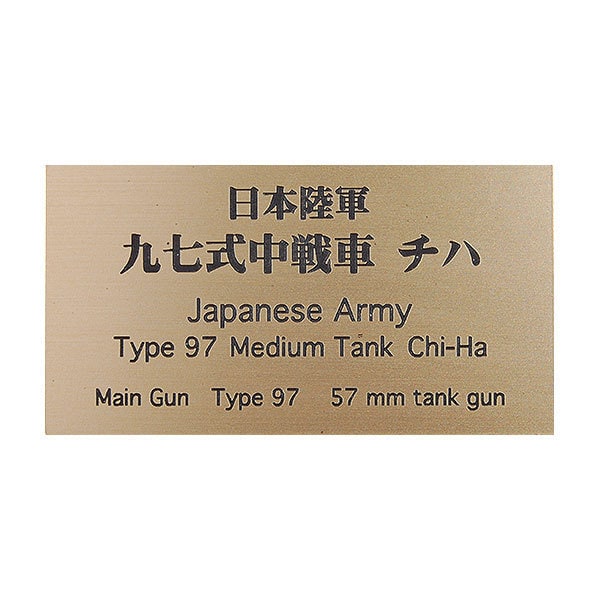 日本陸軍
九七式中戦車 チハ
Japanese Army
Type 97 Medium Tank Chi-Ha
Main Gun Type 97 57 mm tank gun